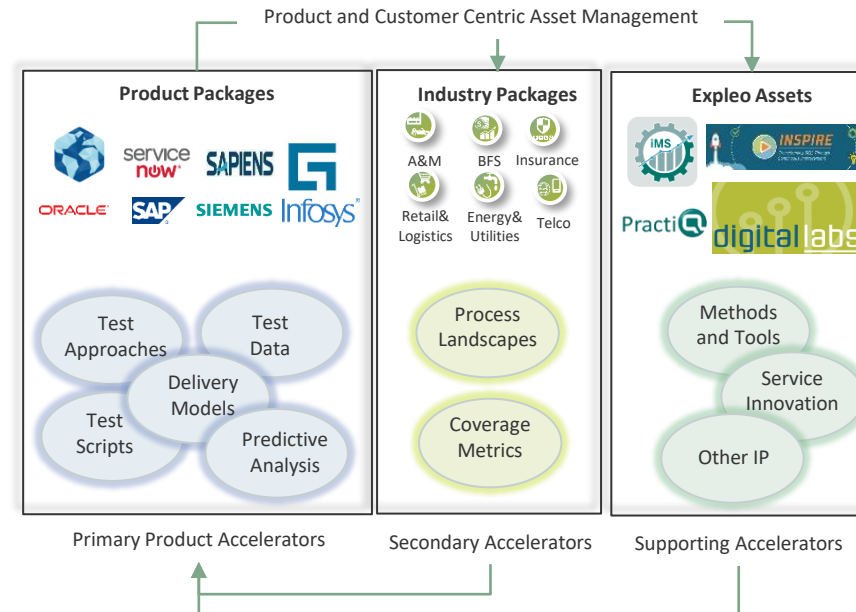 Product and Customer Centric Asset Management
Product Packages
servicenow
SAPIENS
ORACLE
SAP
SIEMENS
Infosys®
Test
Approaches
Test
Data
Delivery
Models
Test
Scripts
Predictive
Analysis
Primary Product Accelerators
Industry Packages
A&M
BFS
Insurance
Retail&
Logistics
Energy&
Utilities
Telco
Process
Landscapes
Coverage
Metrics
Secondary Accelerators
Expleo Assets
iMS
INSPIRE
PractiQ
digital labs
Methods
and Tools
Service
Innovation
Other IP
Supporting Accelerators